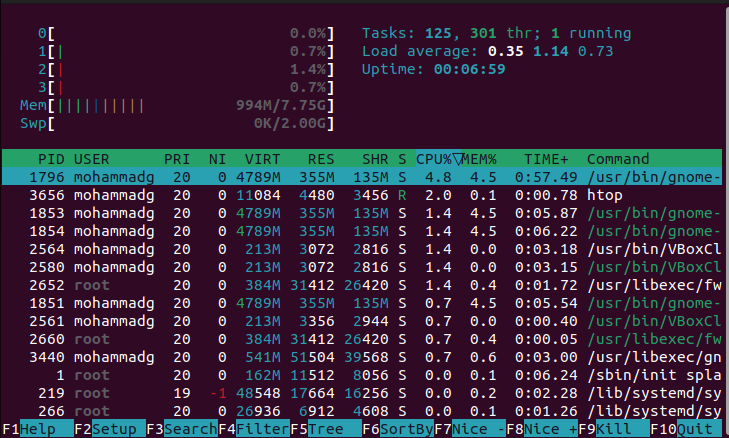 0[ 0.0%] Tasks: 125, 301 thr; 1 running
1[| 0.7%] Load average: 0.35 1.14 0.73
2[| 1.4%] Uptime: 00:06:59
3[| 0.7%]
Mem[||||||||||| 994M/7.75G]
Swp[ 0K/2.00G]
PID USER PRI NI VIRT RES SHR S CPU%▽MEM% TIME+ Command
1796 mohammadg 20 0 4789M 355M 135M S 4.8 4.5 0:57.49 /usr/bin/gnome-
3656 mohammadg 20 0 11084 4480 3456 R 2.0 0.1 0:00.78 htop
1853 mohammadg 20 0 4789M 355M 135M S 1.4 4.5 0:05.87 /usr/bin/gnome-
1854 mohammadg 20 0 4789M 355M 135M S 1.4 4.5 0:06.22 /usr/bin/gnome-
2564 mohammadg 20 0 213M 3072 2816 S 1.4 0.0 0:03.18 /usr/bin/VBoxCl
2580 mohammadg 20 0 213M 3072 2816 S 1.4 0.0 0:03.15 /usr/bin/VBoxCl
2652 root 20 0 384M 31412 26420 S 1.4 0.4 0:01.72 /usr/libexec/fw
1851 mohammadg 20 0 4789M 355M 135M S 0.7 4.5 0:05.54 /usr/bin/gnome-
2561 mohammadg 20 0 213M 3356 2944 S 0.7 0.0 0:06.40 /usr/bin/VBoxCl
2660 root 20 0 384M 31412 26420 S 0.7 0.4 0:00.05 /usr/libexec/fw
3440 mohammadg 20 0 541M 51504 39568 S 0.7 0.6 0:03.00 /usr/libexec/gn
1 root 20 0 162M 11512 8056 S 0.0 0.1 0:06.24 /sbin/init spla
219 root 19 -1 48548 17664 16256 S 0.0 0.2 0:02.28 /lib/systemd/sy
266 root 20 0 26936 6912 4608 S 0.0 0.1 0:01.26 /lib/systemd/sy
F1Help F2Setup F3SearchF4FilterF5Tree F6SortByF7Nice -F8Nice +F9Kill F10Quit